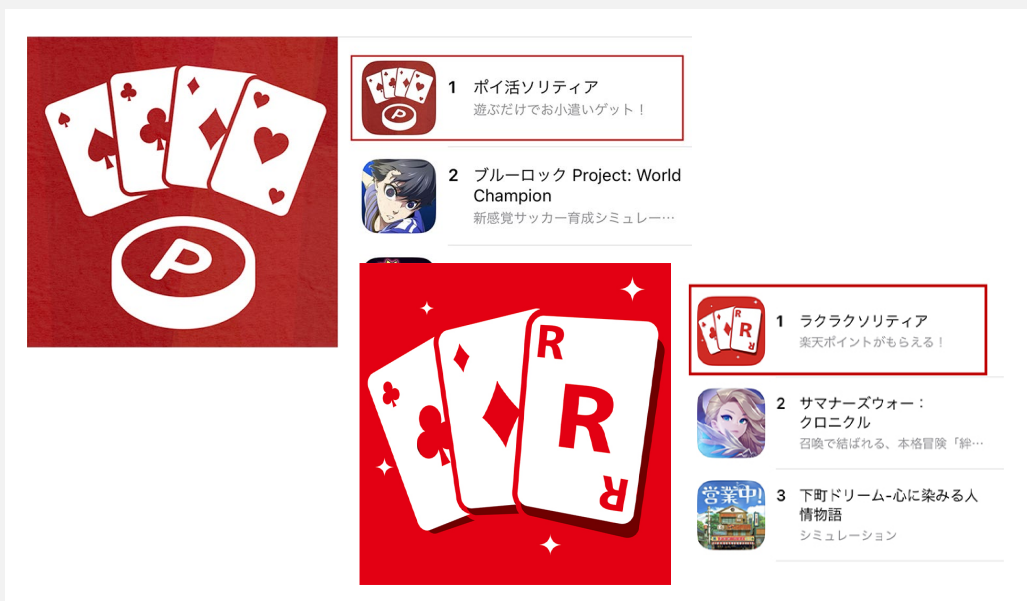 P
1 ポイ活ソリティア
遊ぶだけでお小遣いゲット！
2 ブルーロック Project: World
Champion
新感覚サッカー育成シミュレー…
R
R
R
1 ラクラクソリティア
楽天ポイントがもらえる！
2 サマナーズウォー：
クロニクル
召喚で結ばれる、本格冒険「絆…
営業中!
3 下町ドリーム-心に染みる人
情物語
シミュレーション